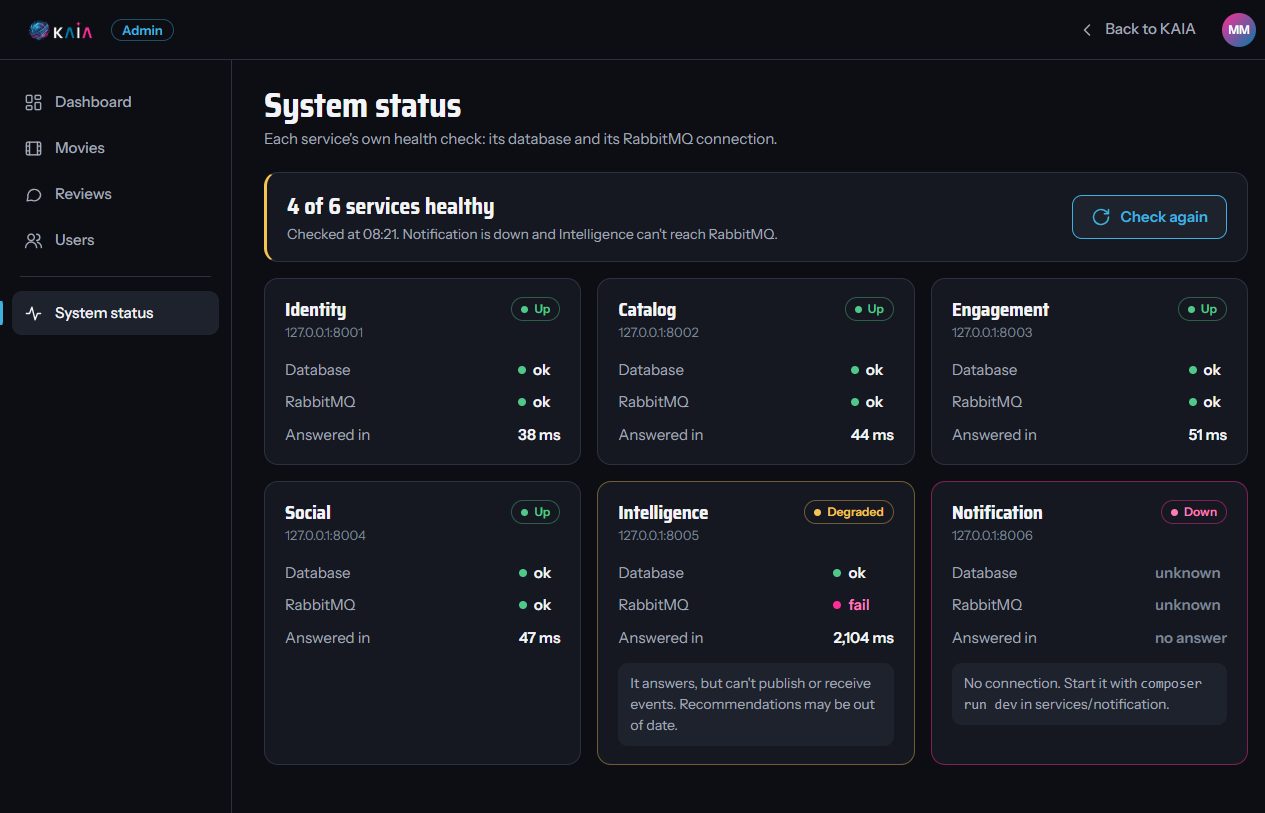 KAIA
Admin
Back to KAIA
MM
Dashboard
Movies
Reviews
Users
System status
System status
Each service's own health check: its database and its RabbitMQ connection.
4 of 6 services healthy
Checked at 08:21. Notification is down and Intelligence can't reach RabbitMQ.
Check again
Identity
Up
127.0.0.1:8001
Database ok
RabbitMQ ok
Answered in 38 ms
Catalog
Up
127.0.0.1:8002
Database ok
RabbitMQ ok
Answered in 44 ms
Engagement
Up
127.0.0.1:8003
Database ok
RabbitMQ ok
Answered in 51 ms
Social
Up
127.0.0.1:8004
Database ok
RabbitMQ ok
Answered in 47 ms
Intelligence
Degraded
127.0.0.1:8005
Database ok
RabbitMQ fail
Answered in 2,104 ms
It answers, but can't publish or receive
events. Recommendations may be out
of date.
Notification
Down
127.0.0.1:8006
Database unknown
RabbitMQ unknown
Answered in no answer
No connection. Start it with composer
run dev in services/notification.